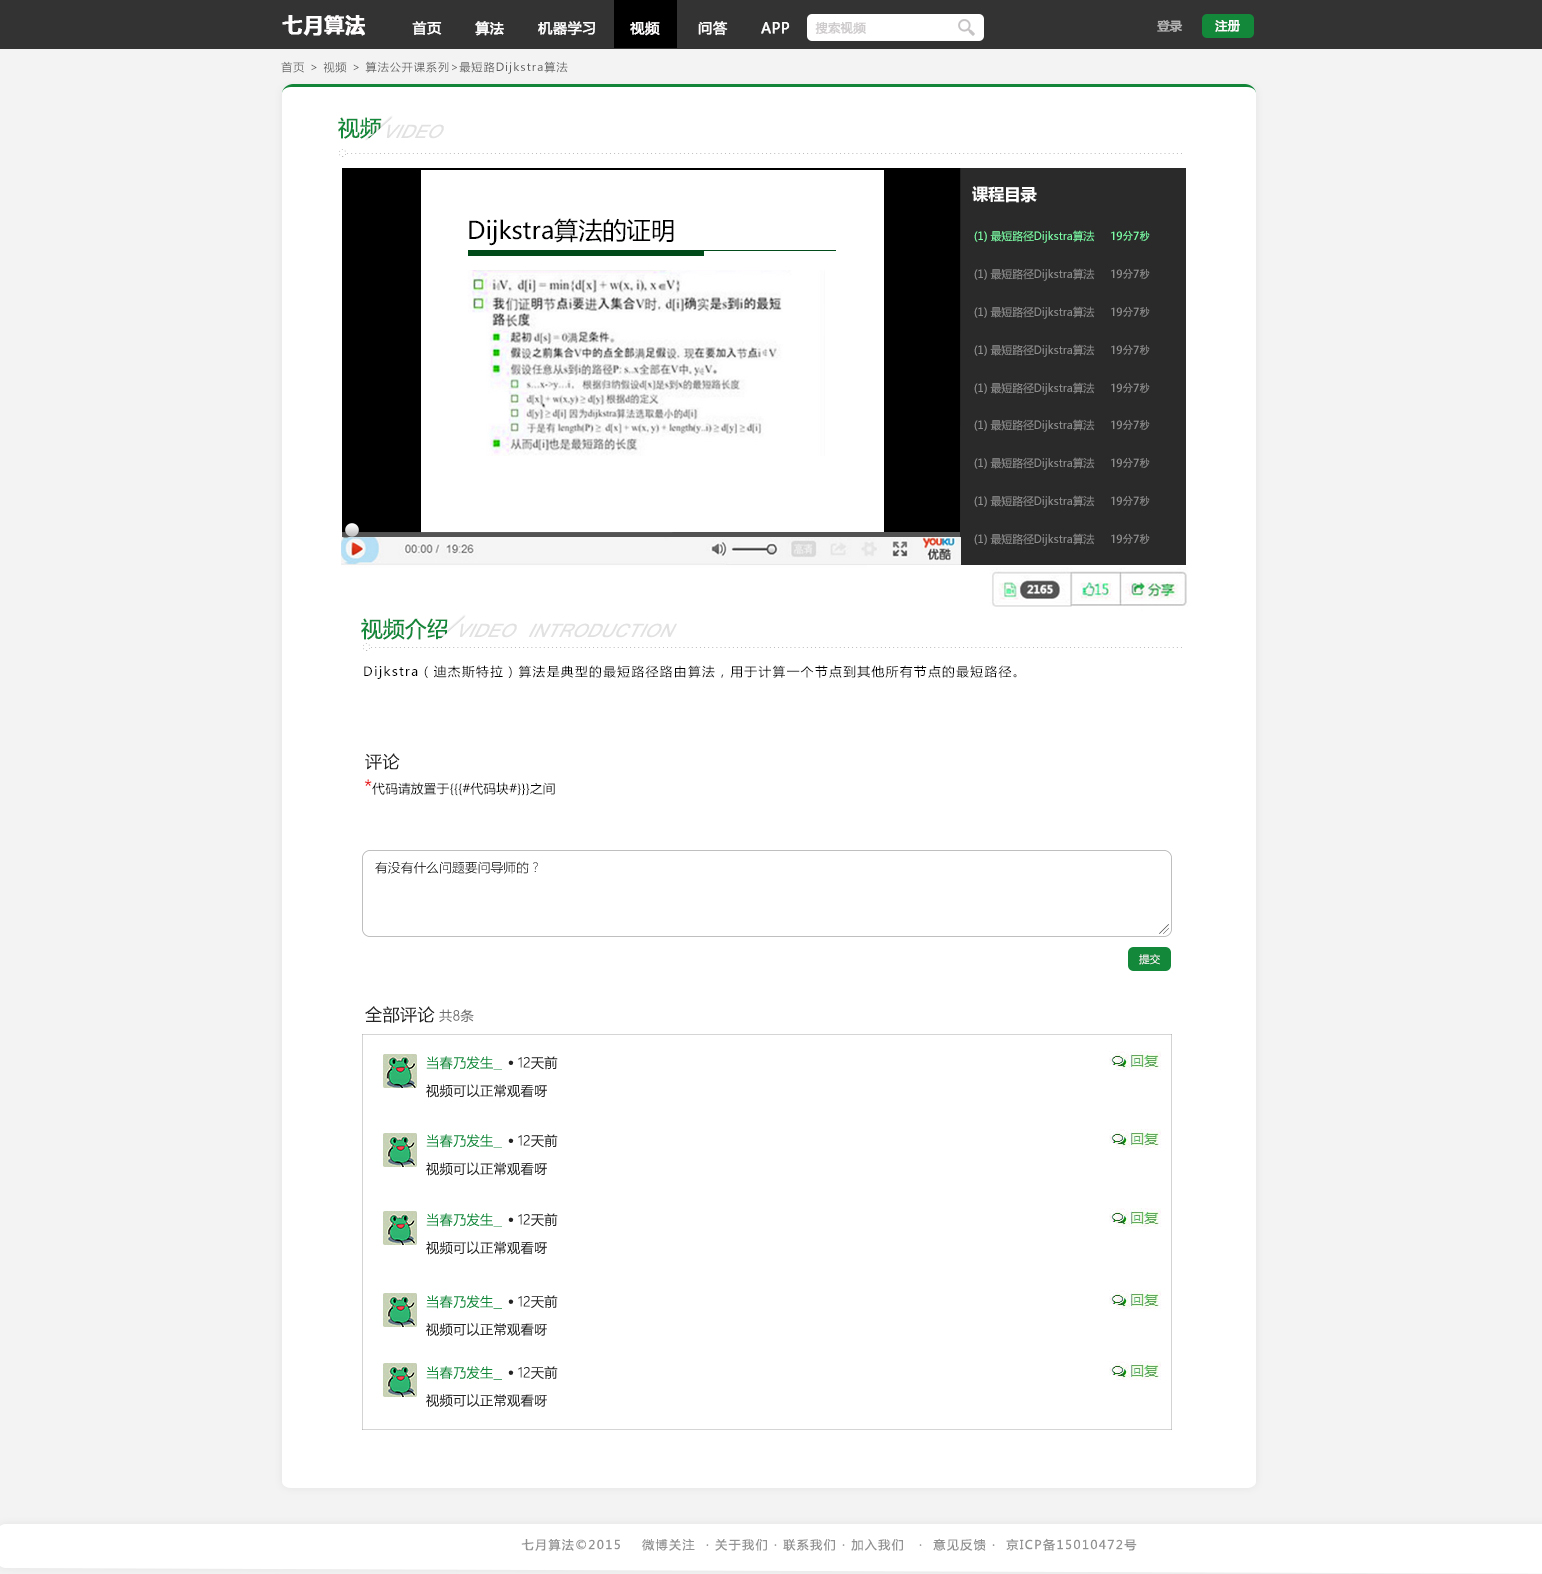 七月算法 首页 算法 机器学习 视频 问答 APP 搜索视频 登录 注册
首页 > 视频 > 算法公开课系列>最短路Dijkstra算法
视频 VIDEO
Dijkstra算法的证明
i∉V, d[i] = min{d[x] + w(x, i), x∈V}
我们证明节点i要进入集合V时, d[i]确实是s到i的最短
路长度
起初 d[s] = 0满足条件。
假设之前集合V中的点全部满足假设, 现在要加入节点i∉V
假设任意从s到i的路径P: s..x全部在V中, y∉V。
s…x->y…i, 根据归纳假设d[x]是s到x的最短路长度
d[x] + w(x,y) ≥ d[y] 根据d的定义
d[y] ≥ d[i] 因为dijkstra算法选取最小的d[i]
于是有 length(P) ≥ d[x] + w(x, y) + length(y..i) ≥ d[y] ≥ d[i]
从而d[i]也是最短路的长度
00:00 / 19:26 高清 YOUKU
优酷
课程目录
(1) 最短路径Dijkstra算法 19分7秒
(1) 最短路径Dijkstra算法 19分7秒
(1) 最短路径Dijkstra算法 19分7秒
(1) 最短路径Dijkstra算法 19分7秒
(1) 最短路径Dijkstra算法 19分7秒
(1) 最短路径Dijkstra算法 19分7秒
(1) 最短路径Dijkstra算法 19分7秒
(1) 最短路径Dijkstra算法 19分7秒
(1) 最短路径Dijkstra算法 19分7秒
2165 15 分享
视频介绍 VIDEO INTRODUCTION
Dijkstra（迪杰斯特拉）算法是典型的最短路径路由算法，用于计算一个节点到其他所有节点的最短路径。
评论
*代码请放置于{{{#代码块#}}}之间
有没有什么问题要问导师的？
提交
全部评论 共8条
当春乃发生_ • 12天前 回复
视频可以正常观看呀
当春乃发生_ • 12天前 回复
视频可以正常观看呀
当春乃发生_ • 12天前 回复
视频可以正常观看呀
当春乃发生_ • 12天前 回复
视频可以正常观看呀
当春乃发生_ • 12天前 回复
视频可以正常观看呀
七月算法©2015 微博关注 · 关于我们 · 联系我们 · 加入我们 · 意见反馈 · 京ICP备15010472号